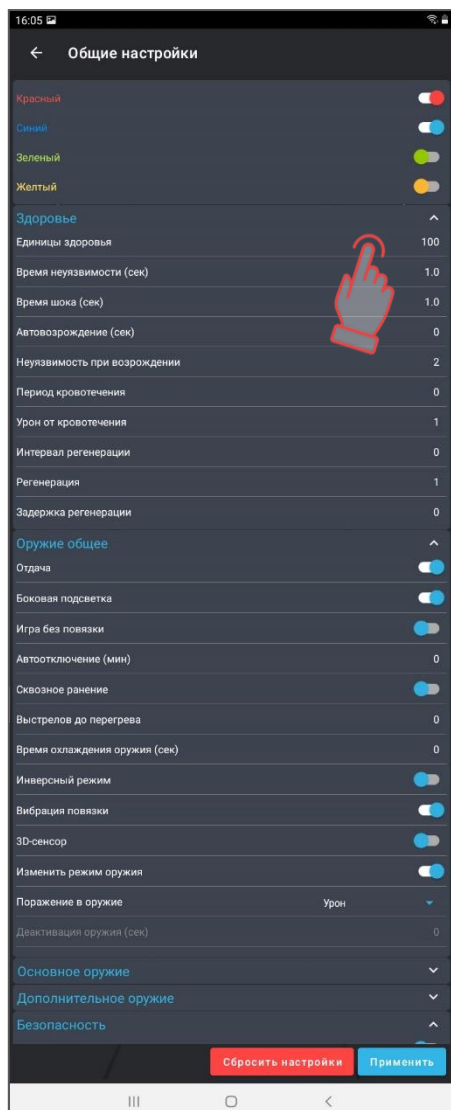 16:05
Общие настройки
Красный
Синий
Зеленый
Желтый
Здоровье
Единицы здоровья 100
Время неуязвимости (сек) 1.0
Время шока (сек) 1.0
Автовозрождение (сек) 0
Неуязвимость при возрождении 2
Период кровотечения 0
Урон от кровотечения 1
Интервал регенерации 0
Регенерация 1
Задержка регенерации 0
Оружие общее
Отдача
Боковая подсветка
Игра без повязки
Автоотключение (мин) 0
Сквозное ранение
Выстрелов до перегрева 0
Время охлаждения оружия (сек) 0
Инверсный режим
Вибрация повязки
3D-сенсор
Изменить режим оружия
Поражение в оружие Урон
Деактивация оружия (сек) 0
Основное оружие
Дополнительное оружие
Безопасность
Сбросить настройки Применить